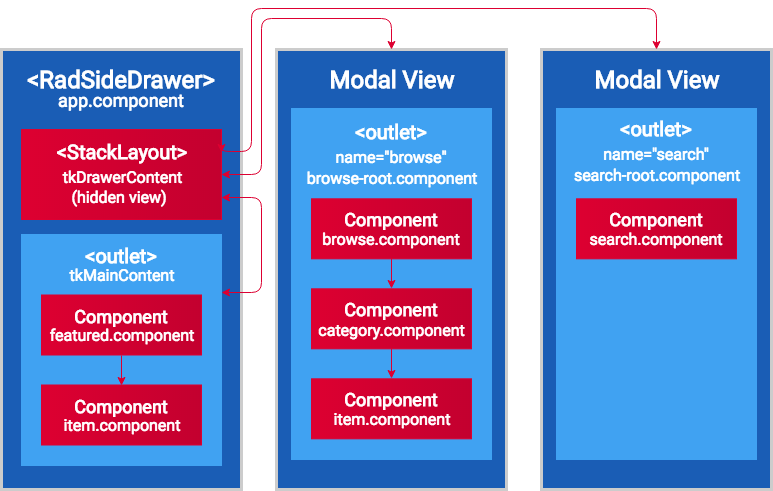 <RadSideDrawer>
app.component
<StackLayout>
tkDrawerContent
(hidden view)
<outlet>
tkMainContent
Component
featured.component
Component
item.component
Modal View
<outlet>
name="browse"
browse-root.component
Component
browse.component
Component
category.component
Component
item.component
Modal View
<outlet>
name="search"
search-root.component
Component
search.component